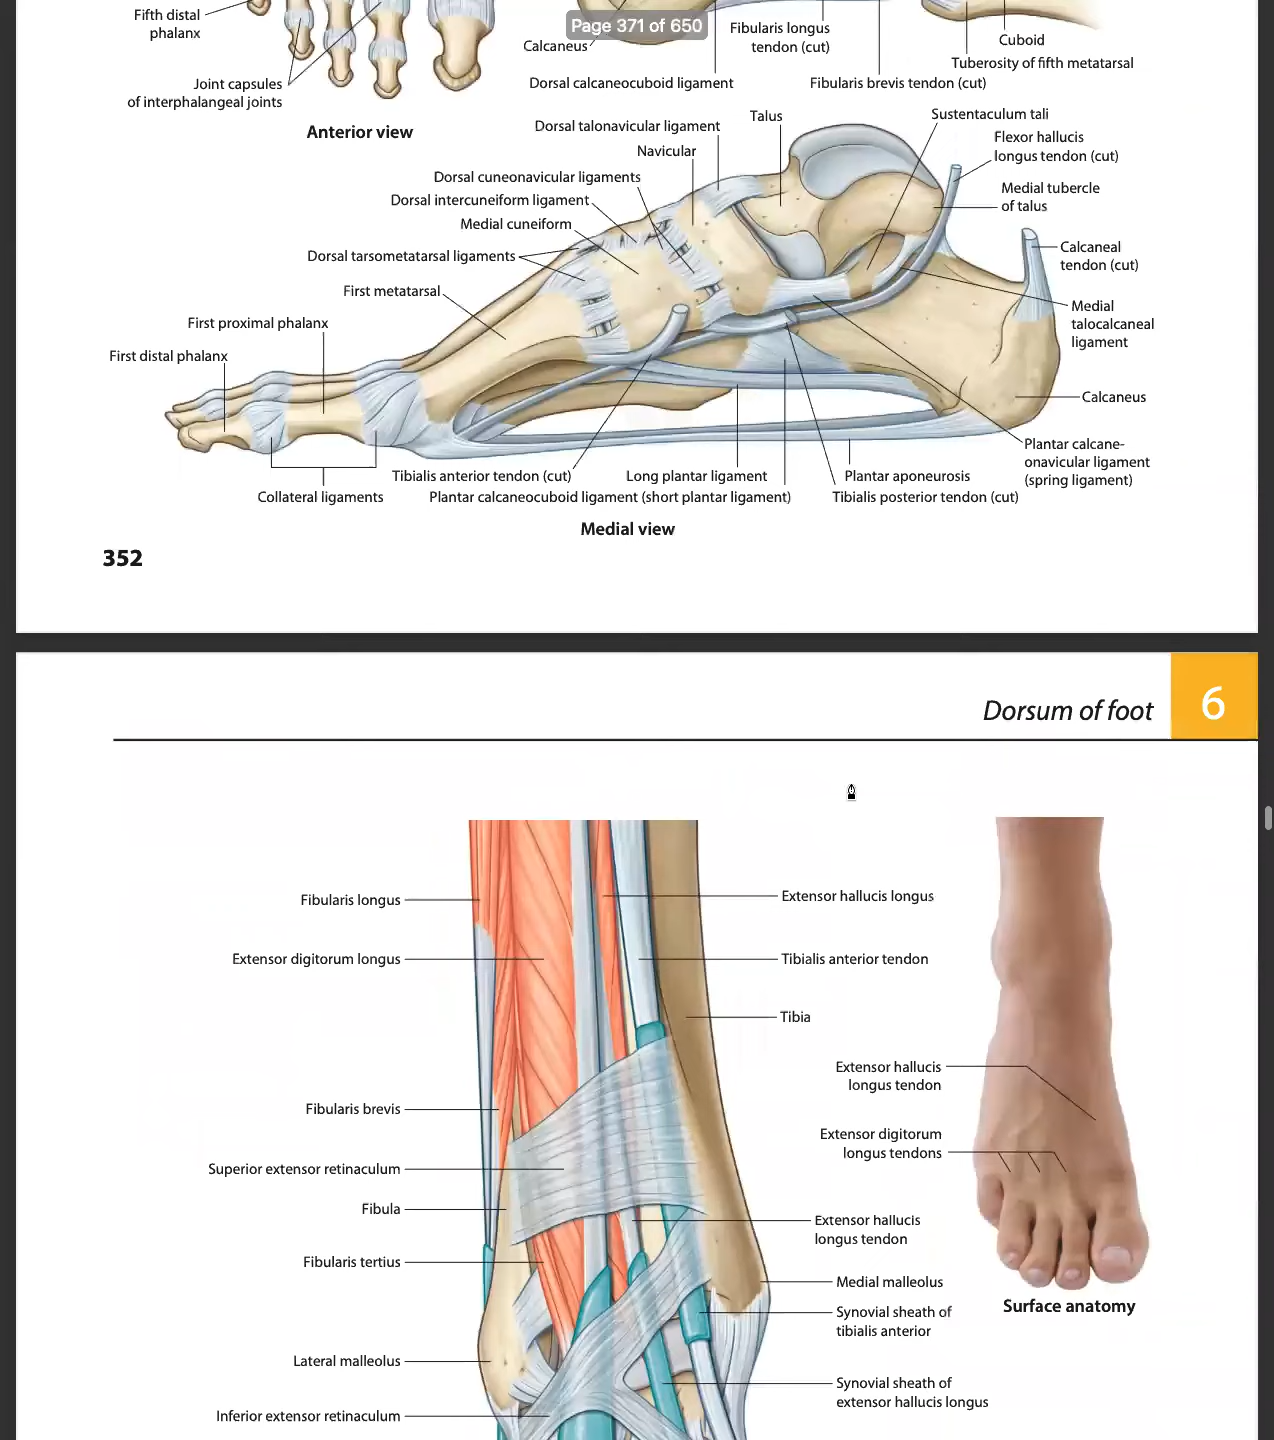 Fifth distal
phalanx
Joint capsules
of interphalangeal joints
Anterior view
Page 371 of 650
Calcaneus
Fibularis longus
tendon (cut)
Dorsal calcaneocuboid ligament
Cuboid
Tuberosity of fifth metatarsal
Fibularis brevis tendon (cut)
Dorsal talonavicular ligament
Talus
Sustentaculum tali
Navicular
Flexor hallucis
longus tendon (cut)
Dorsal cuneonavicular ligaments
Dorsal intercuneiform ligament
Medial tubercle
of talus
Medial cuneiform
Dorsal tarsometatarsal ligaments
Calcaneal
tendon (cut)
First metatarsal
Medial
talocalcaneal
ligament
First proximal phalanx
First distal phalanx
Calcaneus
Plantar calcane-
onavicular ligament
(spring ligament)
Tibialis anterior tendon (cut)
Long plantar ligament
Plantar aponeurosis
Collateral ligaments
Plantar calcaneocuboid ligament (short plantar ligament)
Tibialis posterior tendon (cut)
Medial view
352
Dorsum of foot
6
Fibularis longus
Extensor hallucis longus
Extensor digitorum longus
Tibialis anterior tendon
Tibia
Extensor hallucis
longus tendon
Fibularis brevis
Extensor digitorum
longus tendons
Superior extensor retinaculum
Fibula
Extensor hallucis
longus tendon
Fibularis tertius
Medial malleolus
Surface anatomy
Synovial sheath of
tibialis anterior
Lateral malleolus
Synovial sheath of
extensor hallucis longus
Inferior extensor retinaculum